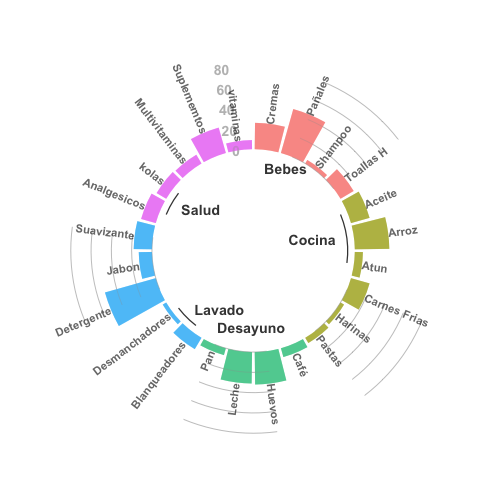 80
60
40
20
0
Cremas
Pañales
Shampoo
Toallas H
Aceite
Arroz
Atun
Carnes Frias
Harinas
Pastas
Café
Huevos
Leche
Pan
Blanqueadores
Desmanchadores
Detergente
Jabon
Suavizante
Analgesicos
kolas
Multivitaminas
Suplememtos
vitaminas
Bebes
Cocina
Desayuno
Lavado
Salud